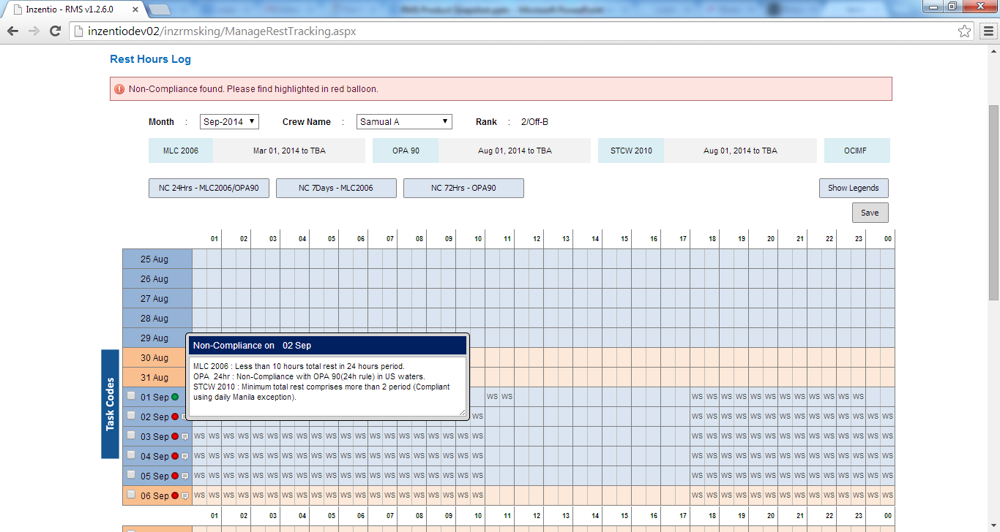 Inzentio - RMS v1.2.6.0
inzentiodev02/inzrmsking/ManageRestTracking.aspx
Rest Hours Log
Non-Compliance found. Please find highlighted in red balloon.
Month : Sep-2014 Crew Name : Samual A Rank : 2/Off-B
MLC 2006 Mar 01, 2014 to TBA OPA 90 Aug 01, 2014 to TBA STCW 2010 Aug 01, 2014 to TBA OCIMF
NC 24Hrs - MLC2006/OPA90 NC 7Days - MLC2006 NC 72Hrs - OPA90 Show Legends
Save
01 02 03 04 05 06 07 08 09 10 11 12 13 14 15 16 17 18 19 20 21 22 23 00
25 Aug
26 Aug
27 Aug
28 Aug
29 Aug
30 Aug
31 Aug
Non-Compliance on 02 Sep
MLC 2006 : Less than 10 hours total rest in 24 hours period.
OPA 24hr : Non-Compliance with OPA 90(24h rule) in US waters.
STCW 2010 : Minimum total rest comprises more than 2 period (Compliant
using daily Manila exception).
Task Codes
01 Sep WS WS WS WS WS WS WS WS WS WS WS WS WS WS
02 Sep WS WS WS WS WS WS WS WS WS WS WS WS WS WS WS
03 Sep WS WS WS WS WS WS WS WS WS WS WS WS WS WS WS WS WS WS WS WS WS WS WS WS WS WS WS WS WS WS WS WS WS WS
04 Sep WS WS WS WS WS WS WS WS WS WS WS WS WS WS WS WS WS WS WS WS WS WS WS WS WS WS WS WS WS WS WS WS WS WS
05 Sep WS WS WS WS WS WS WS WS WS WS WS WS WS WS WS WS WS WS WS WS WS WS WS WS WS WS WS WS WS WS WS WS WS WS
06 Sep WS WS WS WS WS WS WS WS WS WS WS WS WS WS WS WS WS WS WS WS WS WS WS WS WS WS WS WS WS WS WS WS WS WS
01 02 03 04 05 06 07 08 09 10 11 12 13 14 15 16 17 18 19 20 21 22 23 00